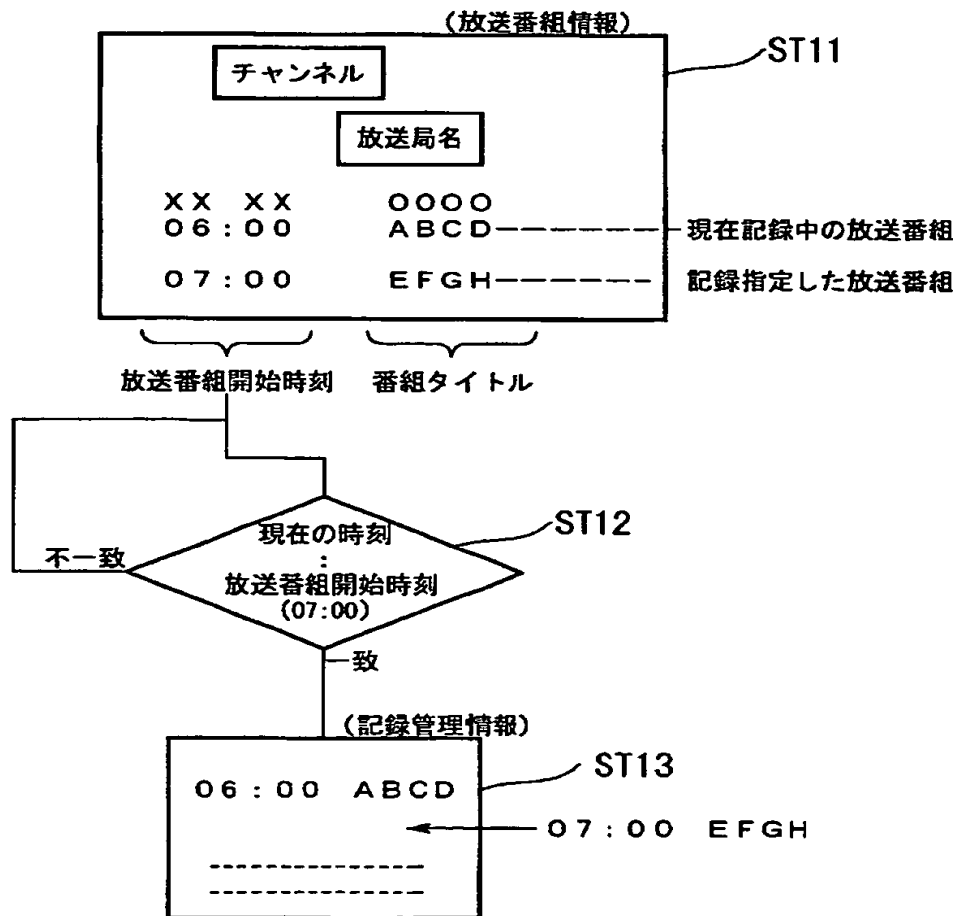 (放送番組情報)
ST11
チャンネル
放送局名
XX XX OOOO
06:00 ABCD------- 現在記録中の放送番組
07:00 EFGH------- 記録指定した放送番組
放送番組開始時刻 番組タイトル
ST12
現在の時刻
:
放送番組開始時刻
(07:00)
不一致
一致
(記録管理情報)
ST13
06:00 ABCD
07:00 EFGH